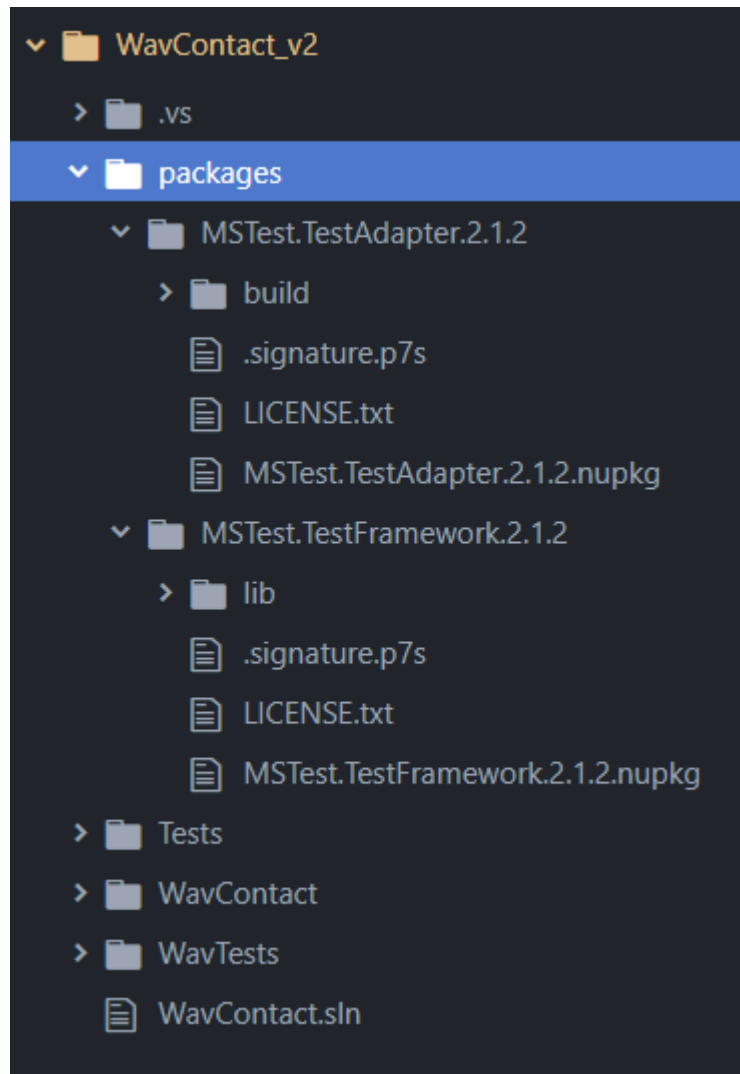 WavContact_v2
.vs
packages
MSTest.TestAdapter.2.1.2
build
.signature.p7s
LICENSE.txt
MSTest.TestAdapter.2.1.2.nupkg
MSTest.TestFramework.2.1.2
lib
.signature.p7s
LICENSE.txt
MSTest.TestFramework.2.1.2.nupkg
Tests
WavContact
WavTests
WavContact.sln